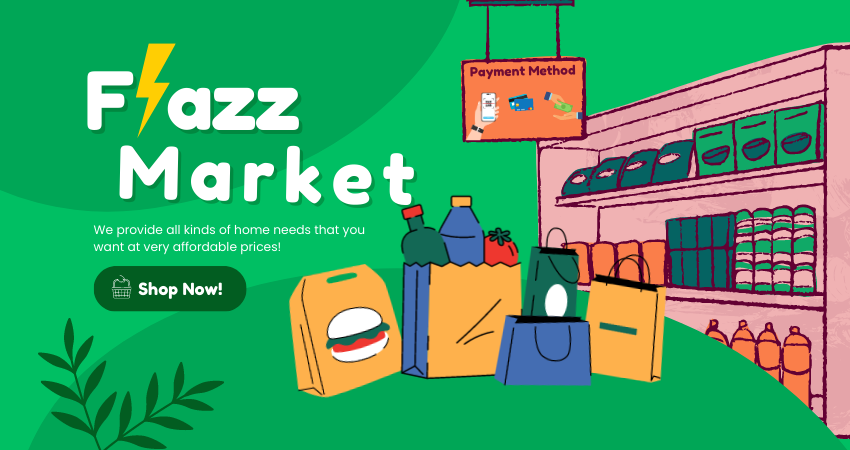 Flazz
Market
Payment Method
We provide all kinds of home needs that you
want at very affordable prices!
Shop Now!